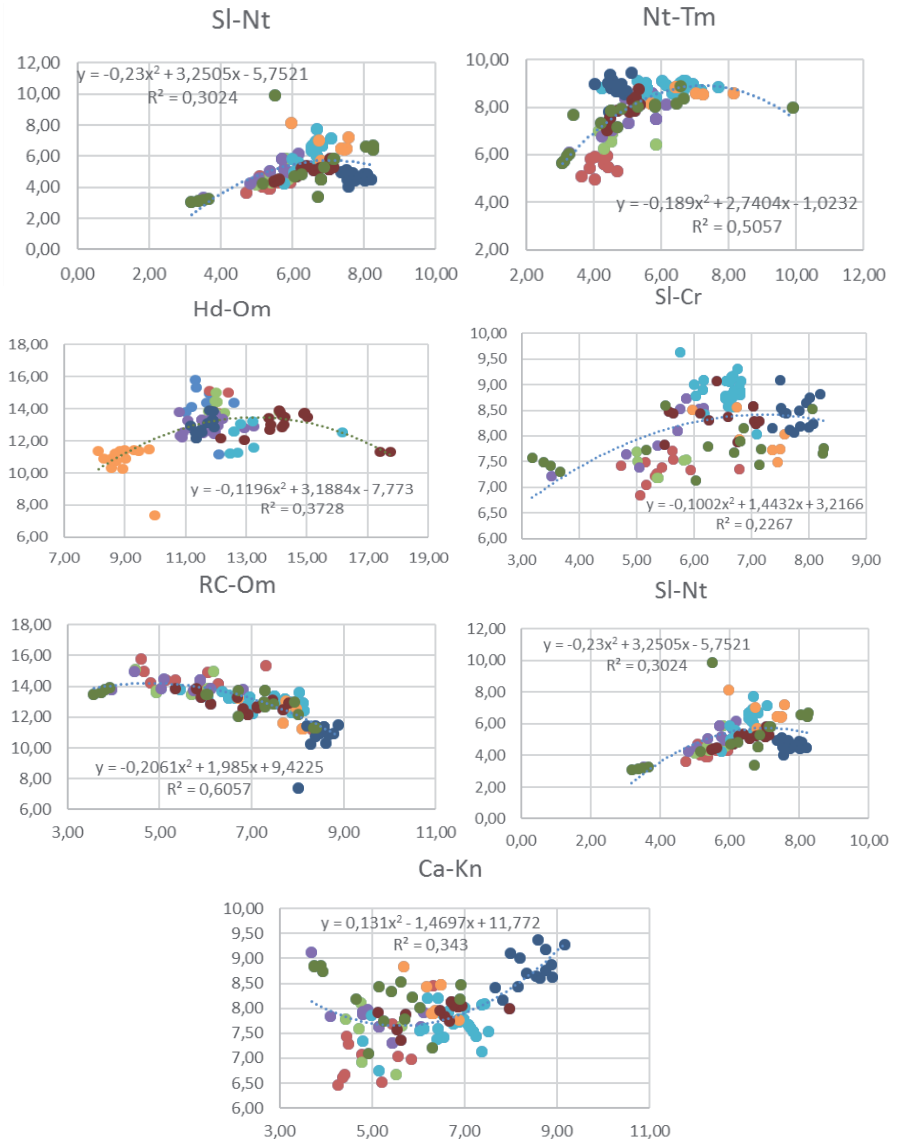 Sl-Nt
12,00
10,00
8,00
6,00
4,00
2,00
0,00
y = -0,23x² + 3,2505x - 5,7521
R² = 0,3024
0,00 2,00 4,00 6,00 8,00 10,00
Nt-Tm
10,00
8,00
6,00
4,00
2,00
y = -0,189x² + 2,7404x - 1,0232
R² = 0,5057
2,00 4,00 6,00 8,00 10,00 12,00
Hd-Om
18,00
16,00
14,00
12,00
10,00
8,00
6,00
y = -0,1196x² + 3,1884x - 7,773
R² = 0,3728
7,00 9,00 11,00 13,00 15,00 17,00 19,00
Sl-Cr
10,00
9,50
9,00
8,50
8,00
7,50
7,00
6,50
6,00
y = -0,1002x² + 1,4432x + 3,2166
R² = 0,2267
3,00 4,00 5,00 6,00 7,00 8,00 9,00
RC-Om
18,00
16,00
14,00
12,00
10,00
8,00
6,00
y = -0,2061x² + 1,985x + 9,4225
R² = 0,6057
3,00 5,00 7,00 9,00 11,00
Sl-Nt
12,00
10,00
8,00
6,00
4,00
2,00
0,00
y = -0,23x² + 3,2505x - 5,7521
R² = 0,3024
0,00 2,00 4,00 6,00 8,00 10,00
Ca-Kn
10,00
9,50
9,00
8,50
8,00
7,50
7,00
6,50
6,00
y = 0,131x² - 1,4697x + 11,772
R² = 0,343
3,00 5,00 7,00 9,00 11,00